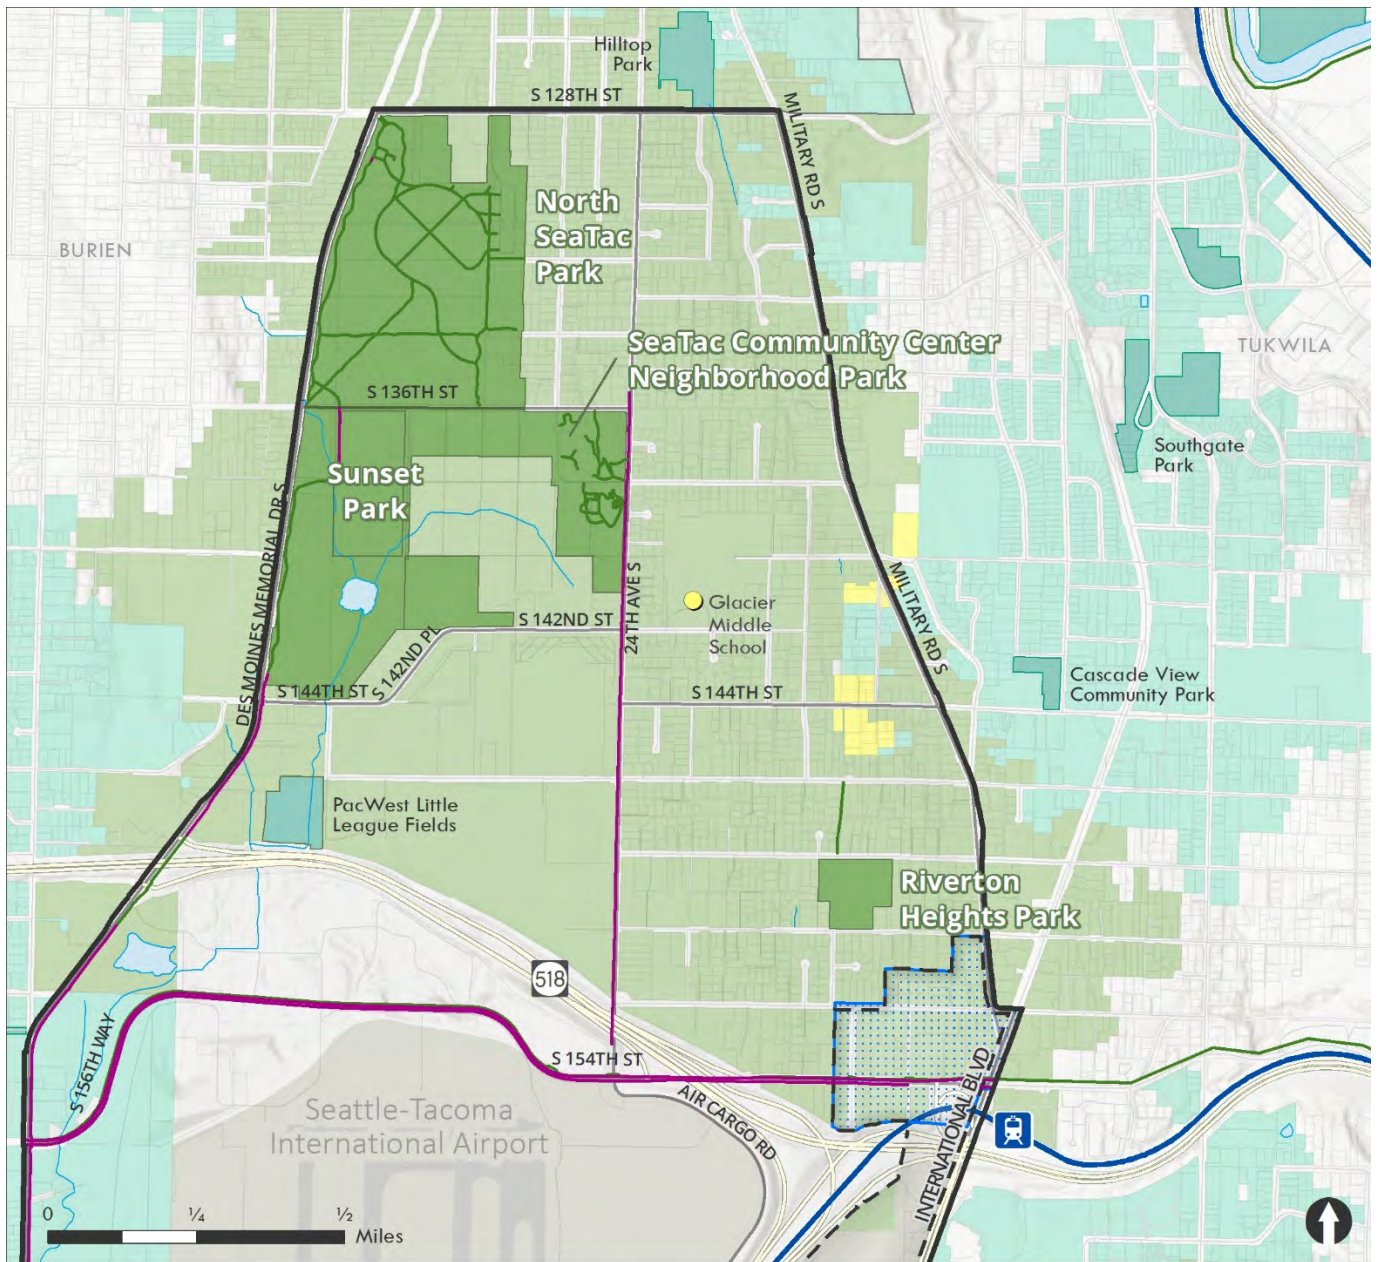 Hilltop
Park
S 128TH ST
MILITARY RD S
North
SeaTac
Park
BURIEN
SeaTac Community Center
Neighborhood Park
TUKWILA
S 136TH ST
Southgate
Park
Sunset
Park
DES MOINES MEMORIAL DR S
24TH AVE S
MILITARY RD S
Glacier
Middle
School
S 142ND ST
S 142ND PL
S 144TH ST
S 144TH ST
Cascade View
Community Park
PacWest Little
League Fields
Riverton
Heights Park
518
S 156TH WAY
S 154TH ST
AIR CARGO RD
INTERNATIONAL BLVD
Seattle-Tacoma
International Airport
0 ¼ ½
Miles